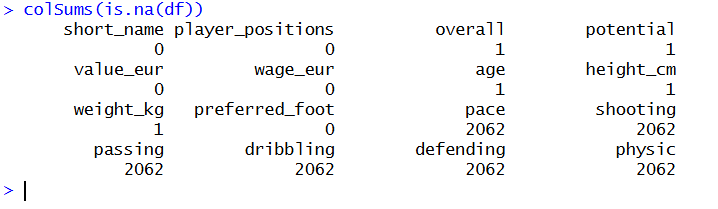 > colSums(is.na(df))
short_name player_positions overall potential
0 0 1 1
value_eur wage_eur age height_cm
0 0 1 1
weight_kg preferred_foot pace shooting
1 0 2062 2062
passing dribbling defending physic
2062 2062 2062 2062
>